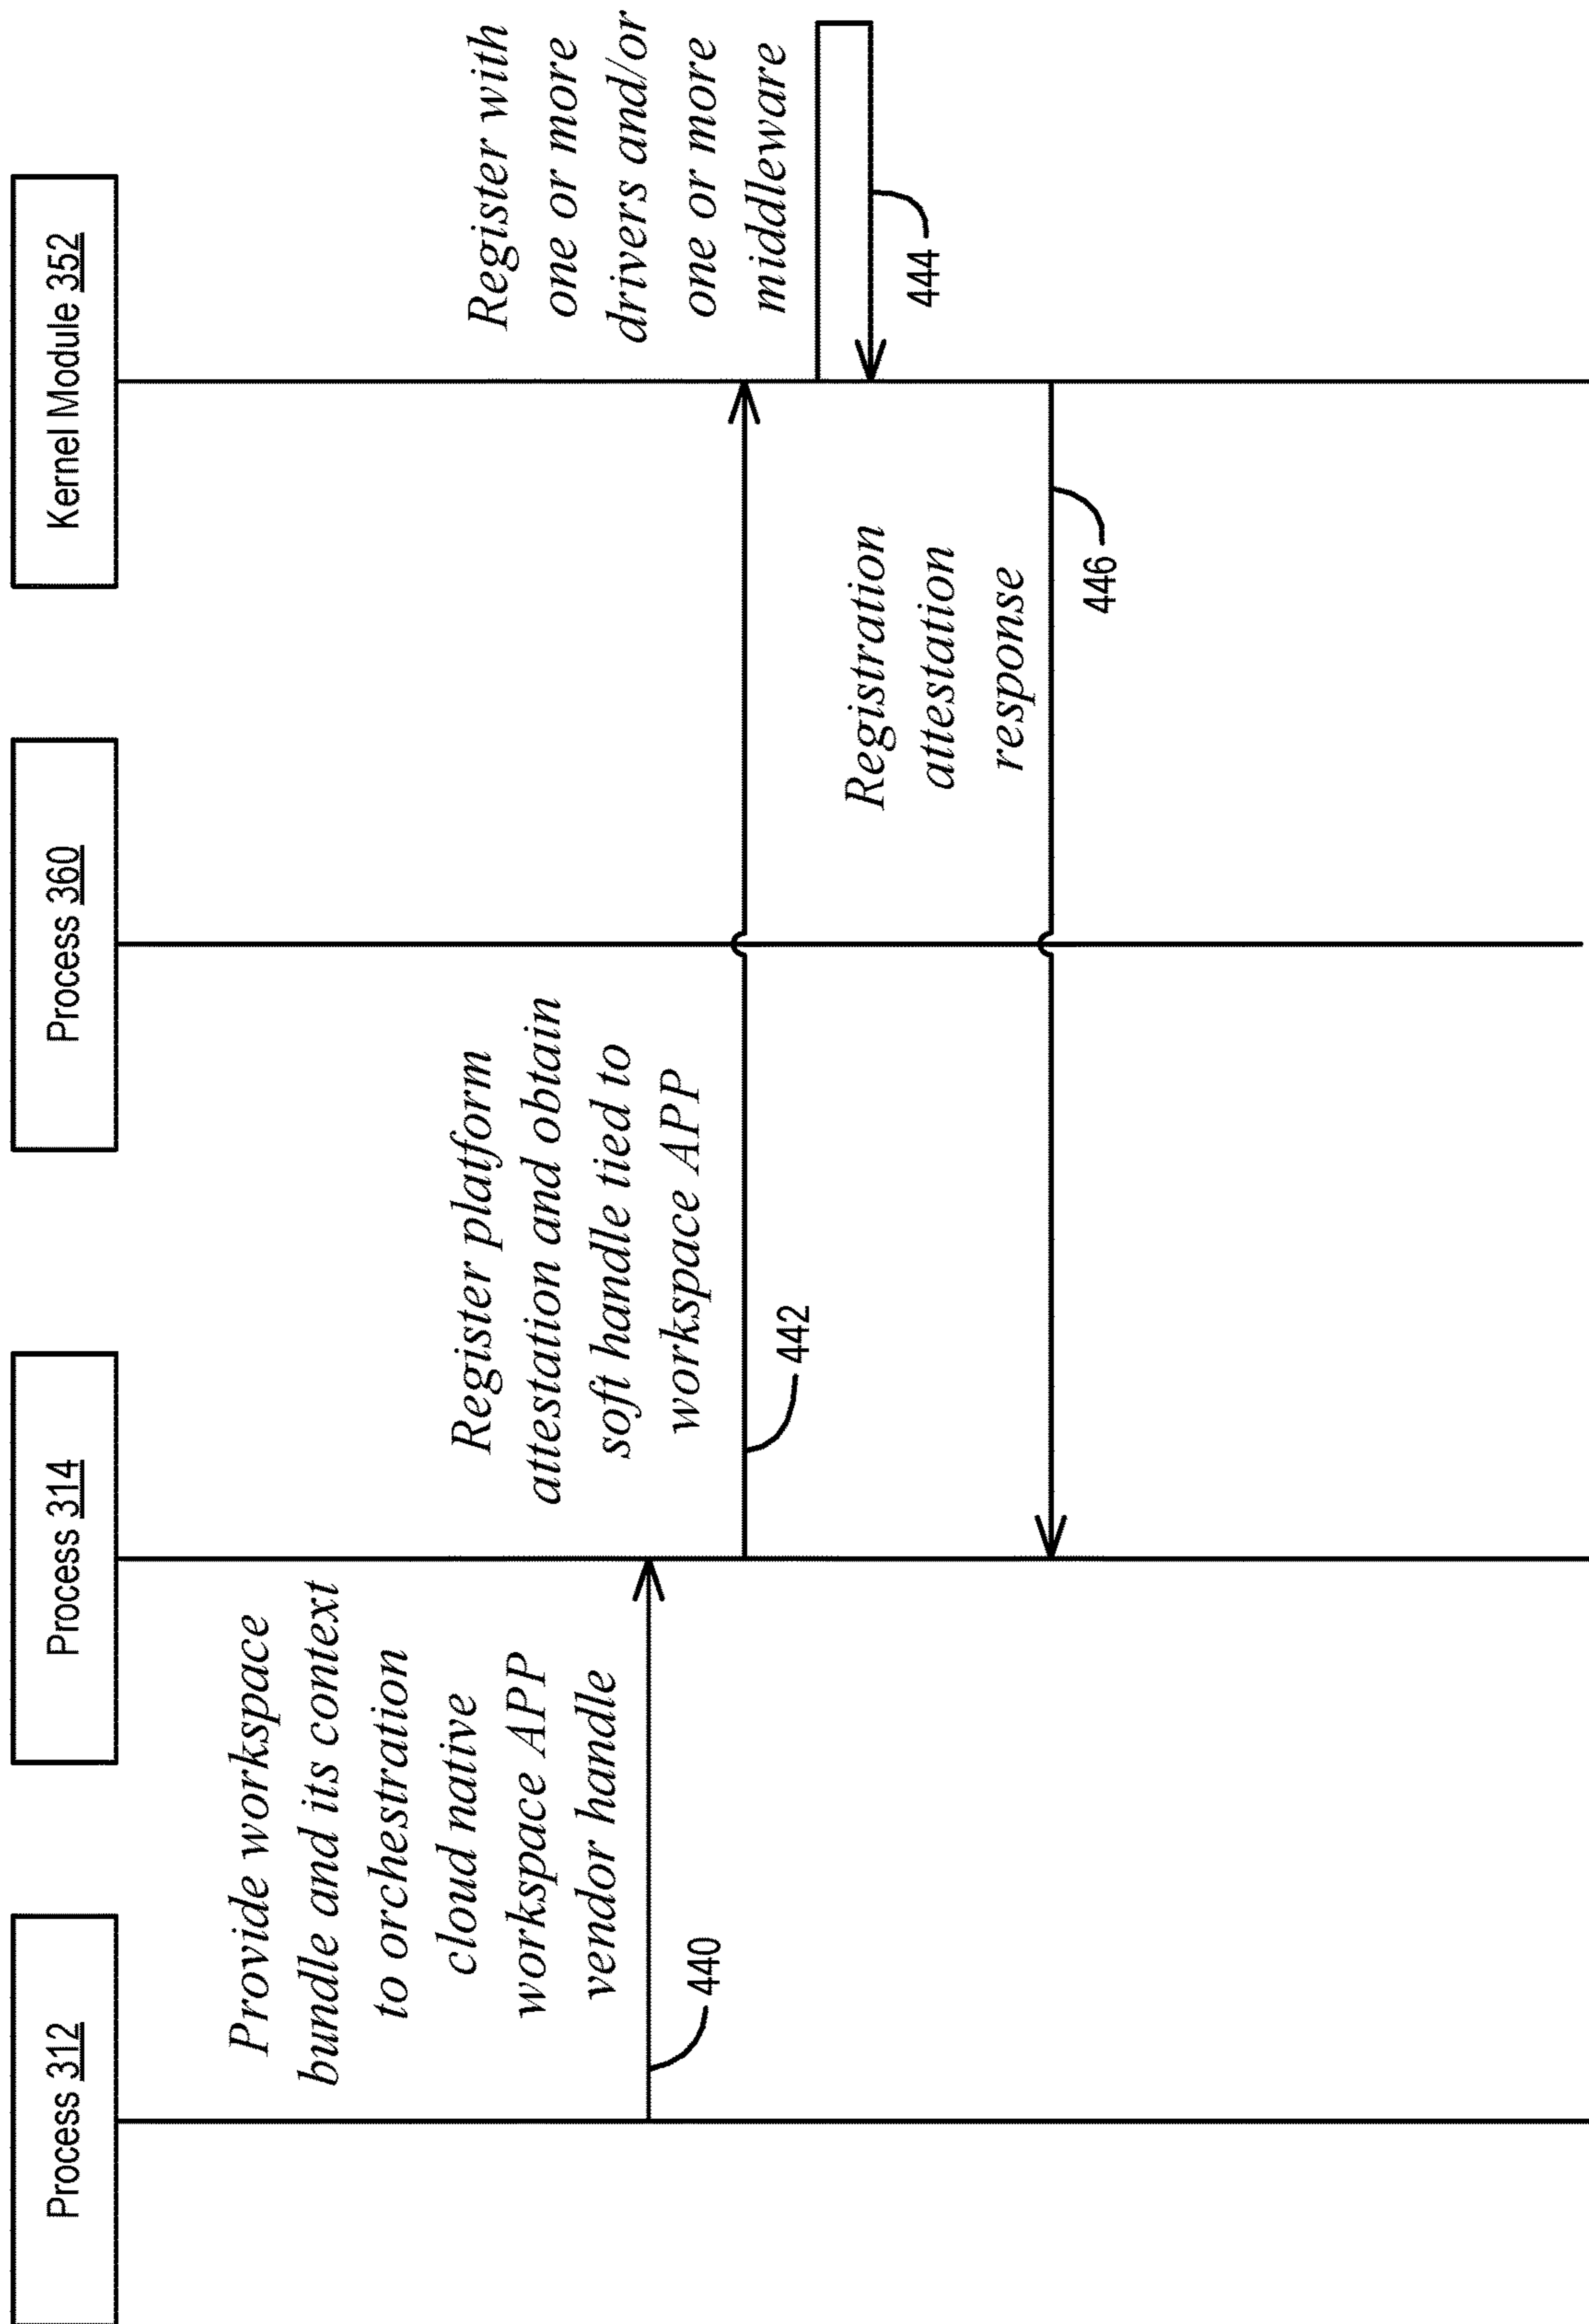 Process 312
Process 314
Process 360
Kernel Module 352
Provide workspace
bundle and its context
to orchestration
cloud native
workspace APP
vendor handle
440
Register platform
attestation and obtain
soft handle tied to
workspace APP
442
Register with
one or more
drivers and/or
one or more
middleware
444
Registration
attestation
response
446